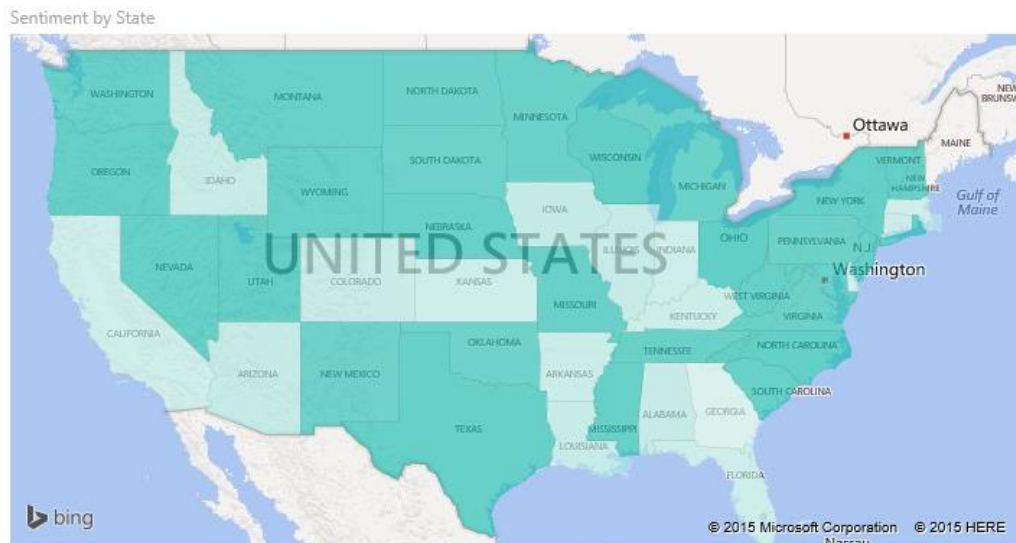 Sentiment by State
WASHINGTON
MONTANA
NORTH DAKOTA
MINNESOTA
Ottawa
NEW
BRUNSW
MAINE
OREGON
IDAHO
WYOMING
SOUTH DAKOTA
WISCONSIN
MICHIGAN
VERMONT
NEW
HAMPSHIRE
NEW YORK
Gulf of
Maine
NEBRASKA
IOWA
ILLINOIS
INDIANA
OHIO
PENNSYLVANIA
N.J.
UNITED STATES
NEVADA
UTAH
COLORADO
KANSAS
MISSOURI
KENTUCKY
WEST VIRGINIA
Washington
VIRGINIA
CALIFORNIA
ARIZONA
NEW MEXICO
OKLAHOMA
ARKANSAS
TENNESSEE
NORTH CAROLINA
SOUTH CAROLINA
TEXAS
LOUISIANA
MISSISSIPPI
ALABAMA
GEORGIA
FLORIDA
bing
© 2015 Microsoft Corporation © 2015 HERE
Nassau